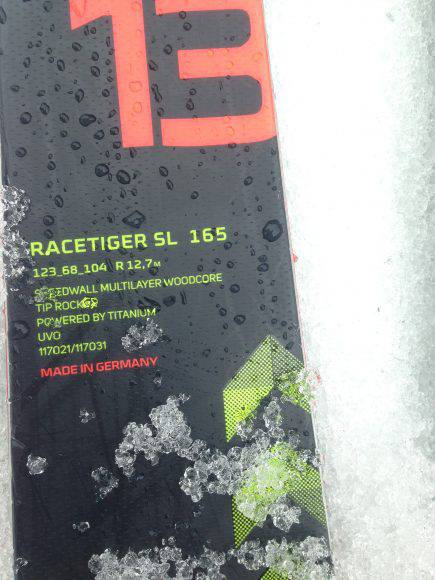 13
RACETIGER SL 165
123_68_104 R 12,7M
SPEEDWALL MULTILAYER WOODCORE
TIP ROCKER
POWERED BY TITANIUM
UVO
117021/117031
MADE IN GERMANY